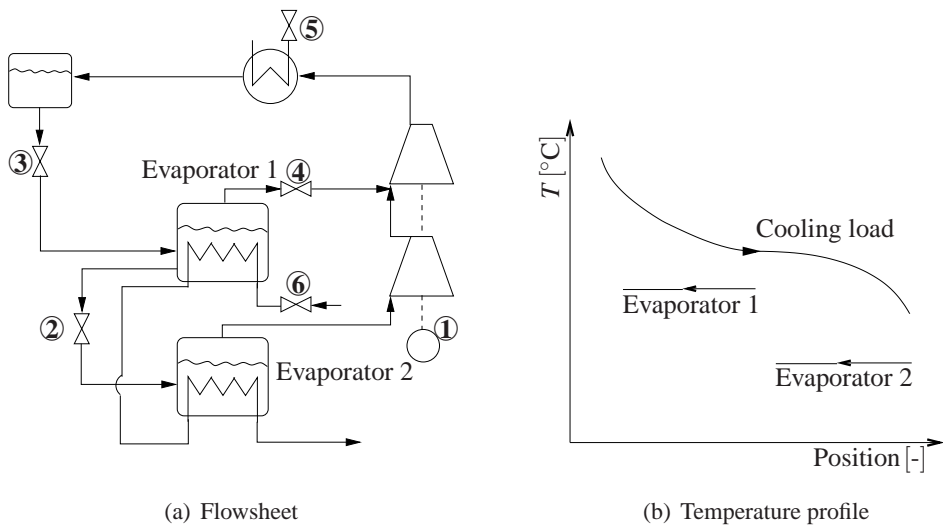 ⑤
③
Evaporator 1
④
⑥
②
①
Evaporator 2
(a) Flowsheet
T [°C]
Cooling load
Evaporator 1
Evaporator 2
Position [-]
(b) Temperature profile